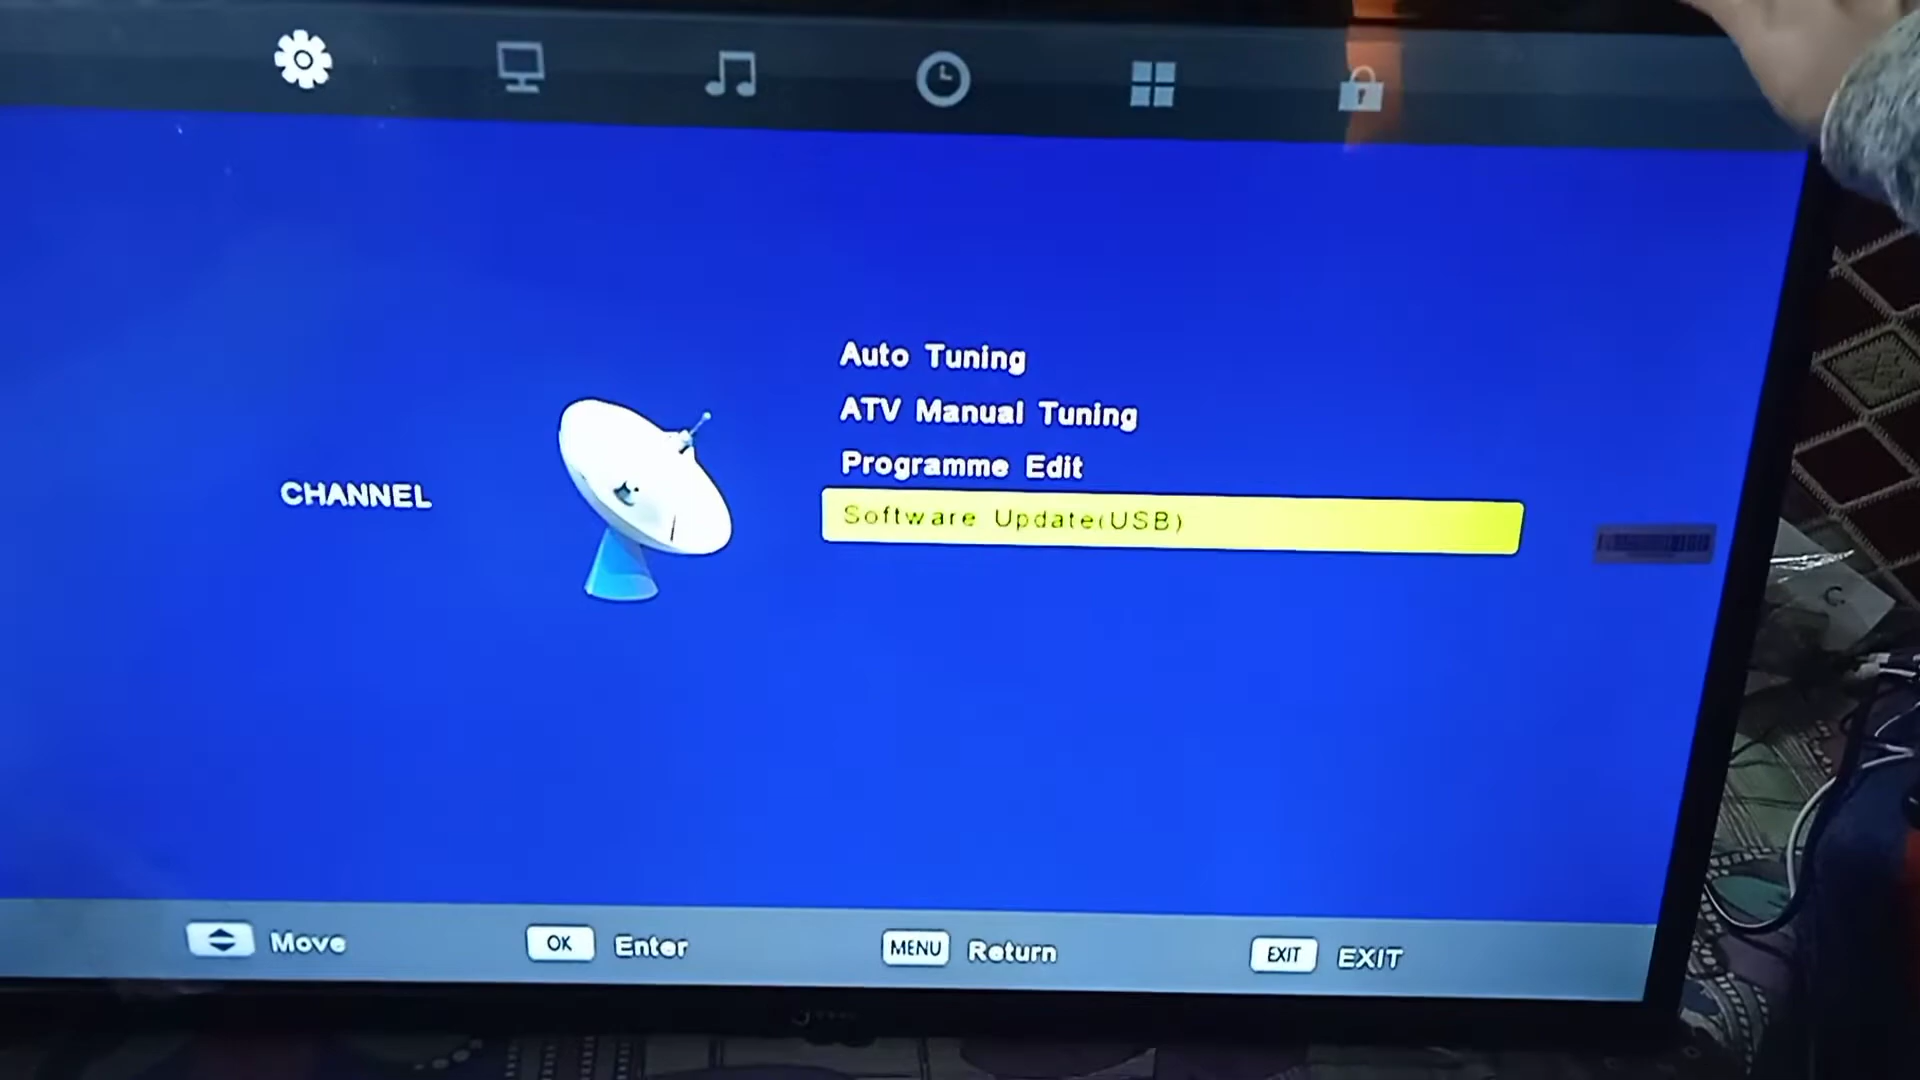 Auto Tuning
ATV Manual Tuning
Programme Edit
CHANNEL
Software Update(USB)
Move
OK Enter
MENU Return
EXIT EXIT